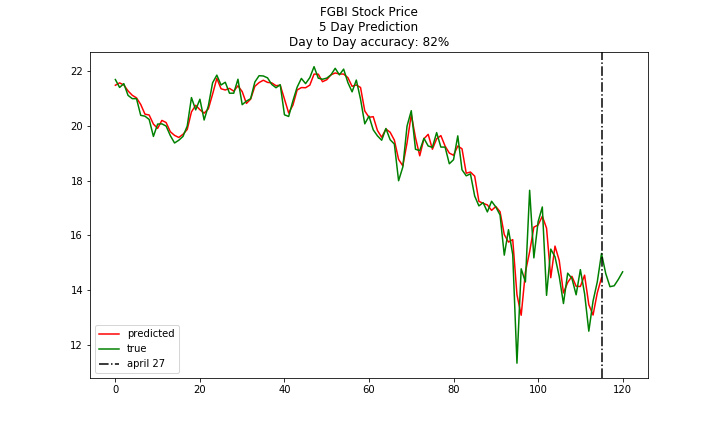 FGBI Stock Price
5 Day Prediction
Day to Day accuracy: 82%
22
20
18
16
14
12
predicted
true
april 27
0 20 40 60 80 100 120